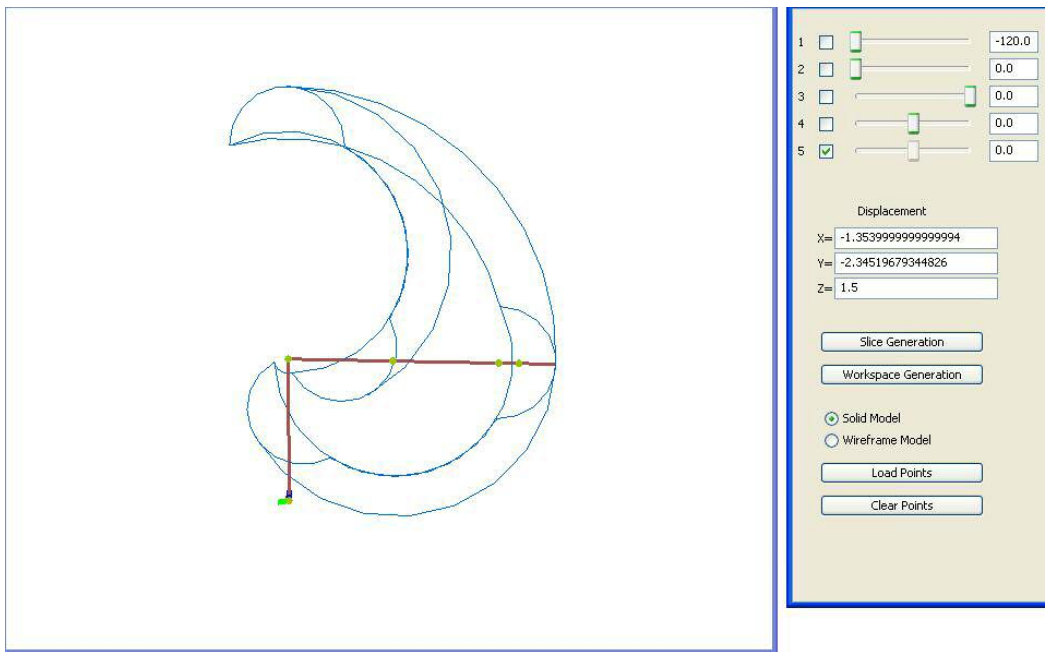 1 -120.0
2 0.0
3 0.0
4 0.0
5 0.0
Displacement
X= -1.3539999999999994
Y= -2.34519679344826
Z= 1.5
Slice Generation
Workspace Generation
Solid Model
Wireframe Model
Load Points
Clear Points